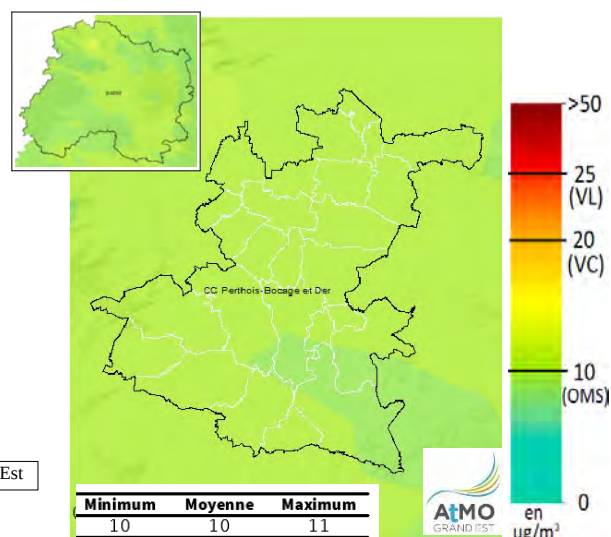 CC Perthois-Bocage et Der
>50
25
(VL)
20
(VC)
10
(OMS)
0
en
µg/m³
Est
Minimum Moyenne Maximum
10 10 11
ATMO
GRAND EST